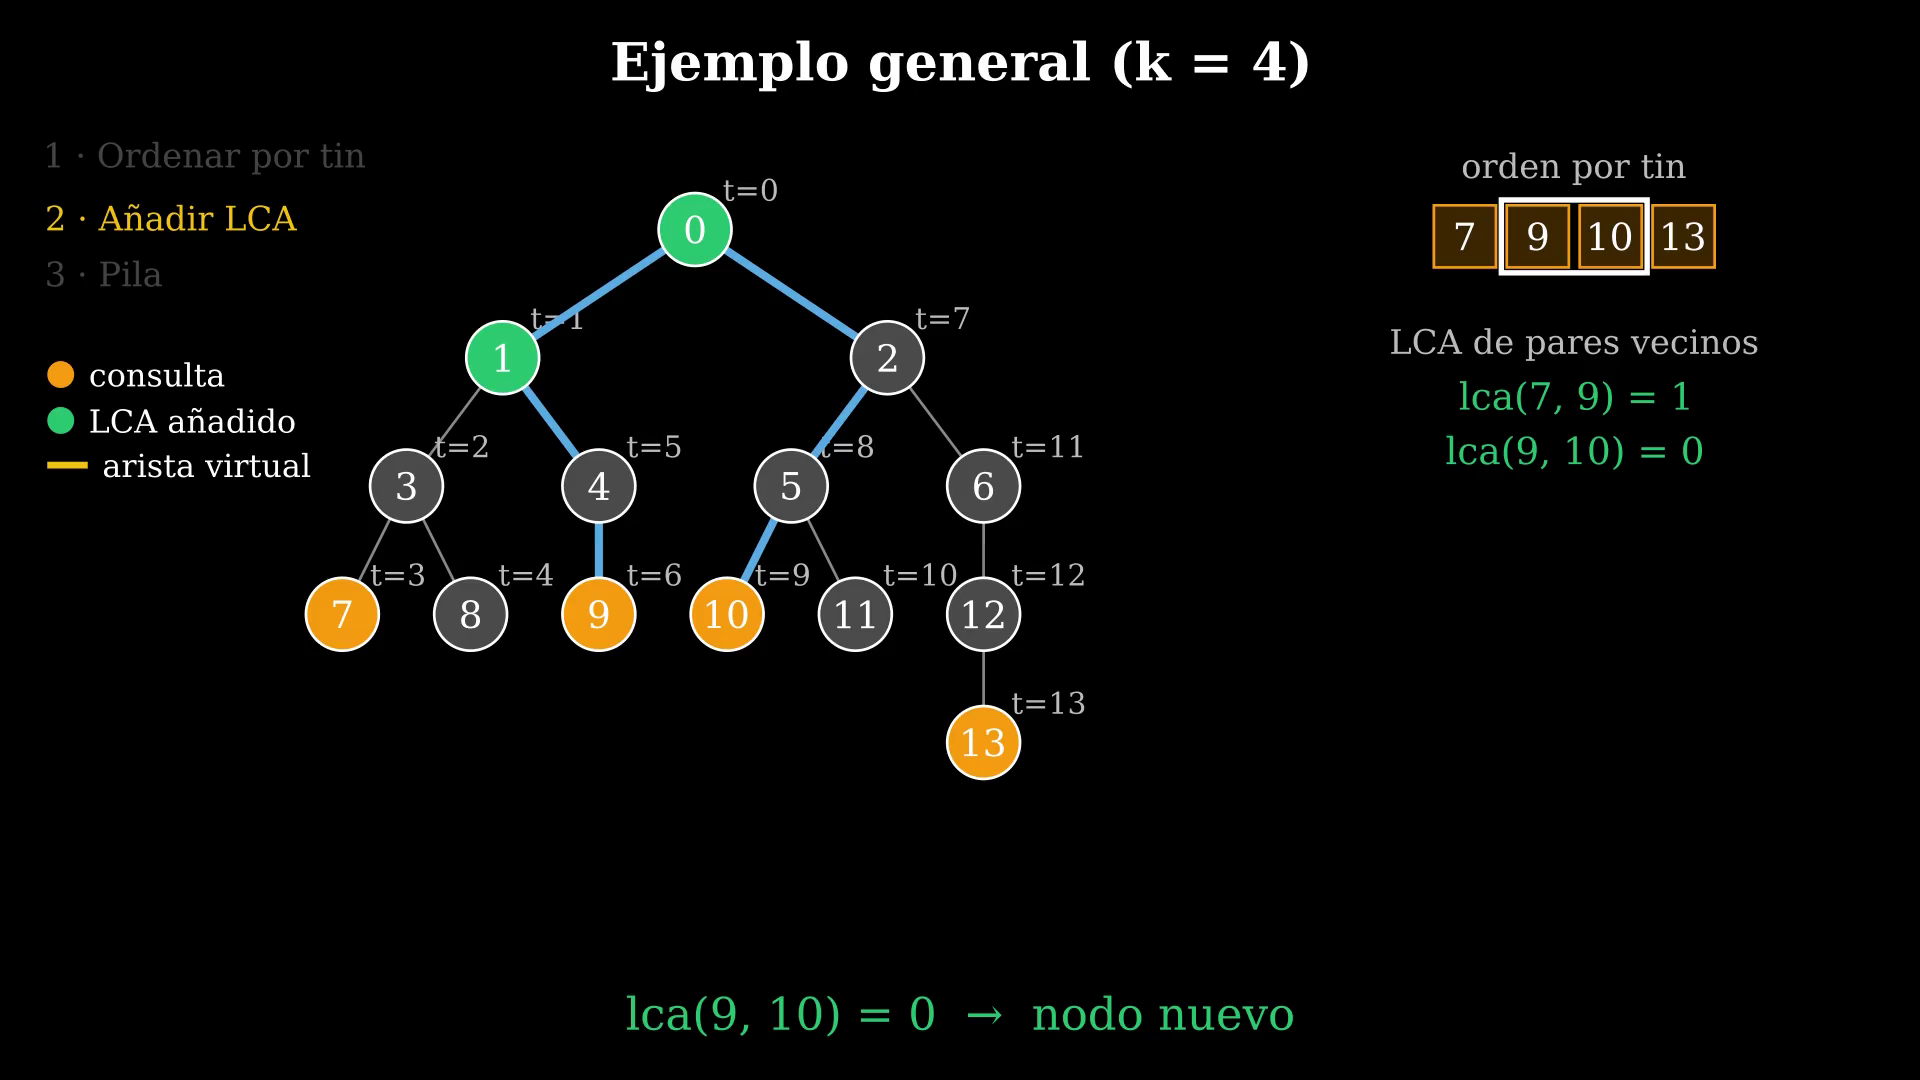 Ejemplo general (k = 4)
1 · Ordenar por tin
2 · Añadir LCA
3 · Pila
consulta
LCA añadido
arista virtual
t=0
0
t=1
1
t=7
2
t=2
3
t=5
4
t=8
5
t=11
6
t=3
7
t=4
8
t=6
9
t=9
10
t=10
11
t=12
12
t=13
13
orden por tin
7 9 10 13
LCA de pares vecinos
lca(7, 9) = 1
lca(9, 10) = 0
lca(9, 10) = 0 → nodo nuevo